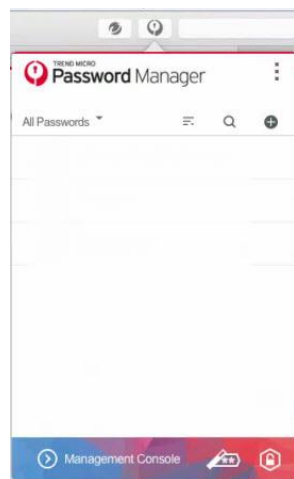 TREND MICRO
Password Manager
All Passwords
Management Console